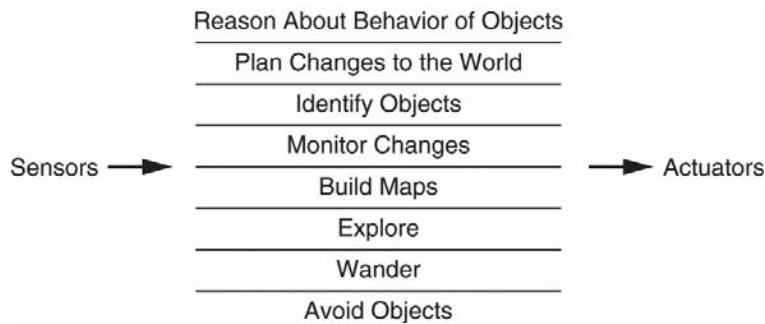 Reason About Behavior of Objects
Plan Changes to the World
Identify Objects
Monitor Changes
Sensors
Actuators
Build Maps
Explore
Wander
Avoid Objects